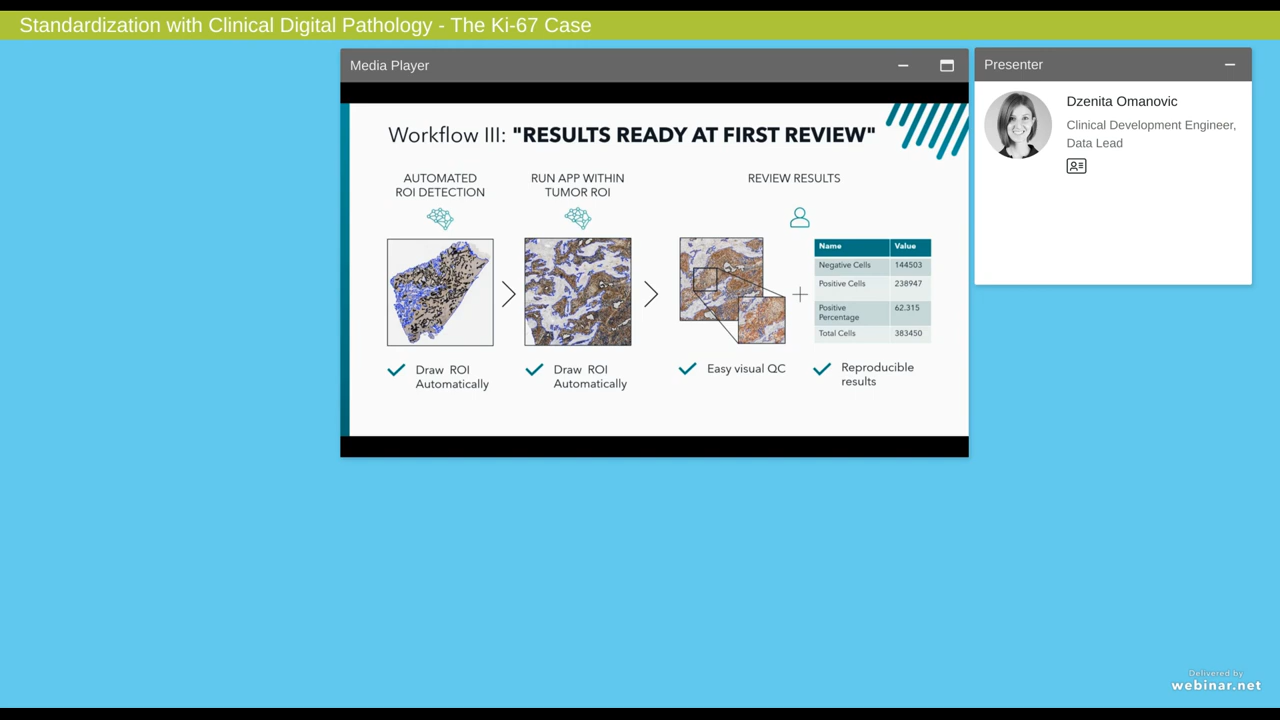 Standardization with Clinical Digital Pathology - The Ki-67 Case
Media Player
Presenter
Dzenita Omanovic
Clinical Development Engineer,
Data Lead
Workflow III: "RESULTS READY AT FIRST REVIEW"
AUTOMATED
ROI DETECTION
RUN APP WITHIN
TUMOR ROI
REVIEW RESULTS
Name Value
Negative Cells 144503
Positive Cells 238947
Positive
Percentage 62.315
Total Cells 383450
Draw ROI
Automatically
Draw ROI
Automatically
Easy visual QC
Reproducible
results
Delivered by
webinar.net